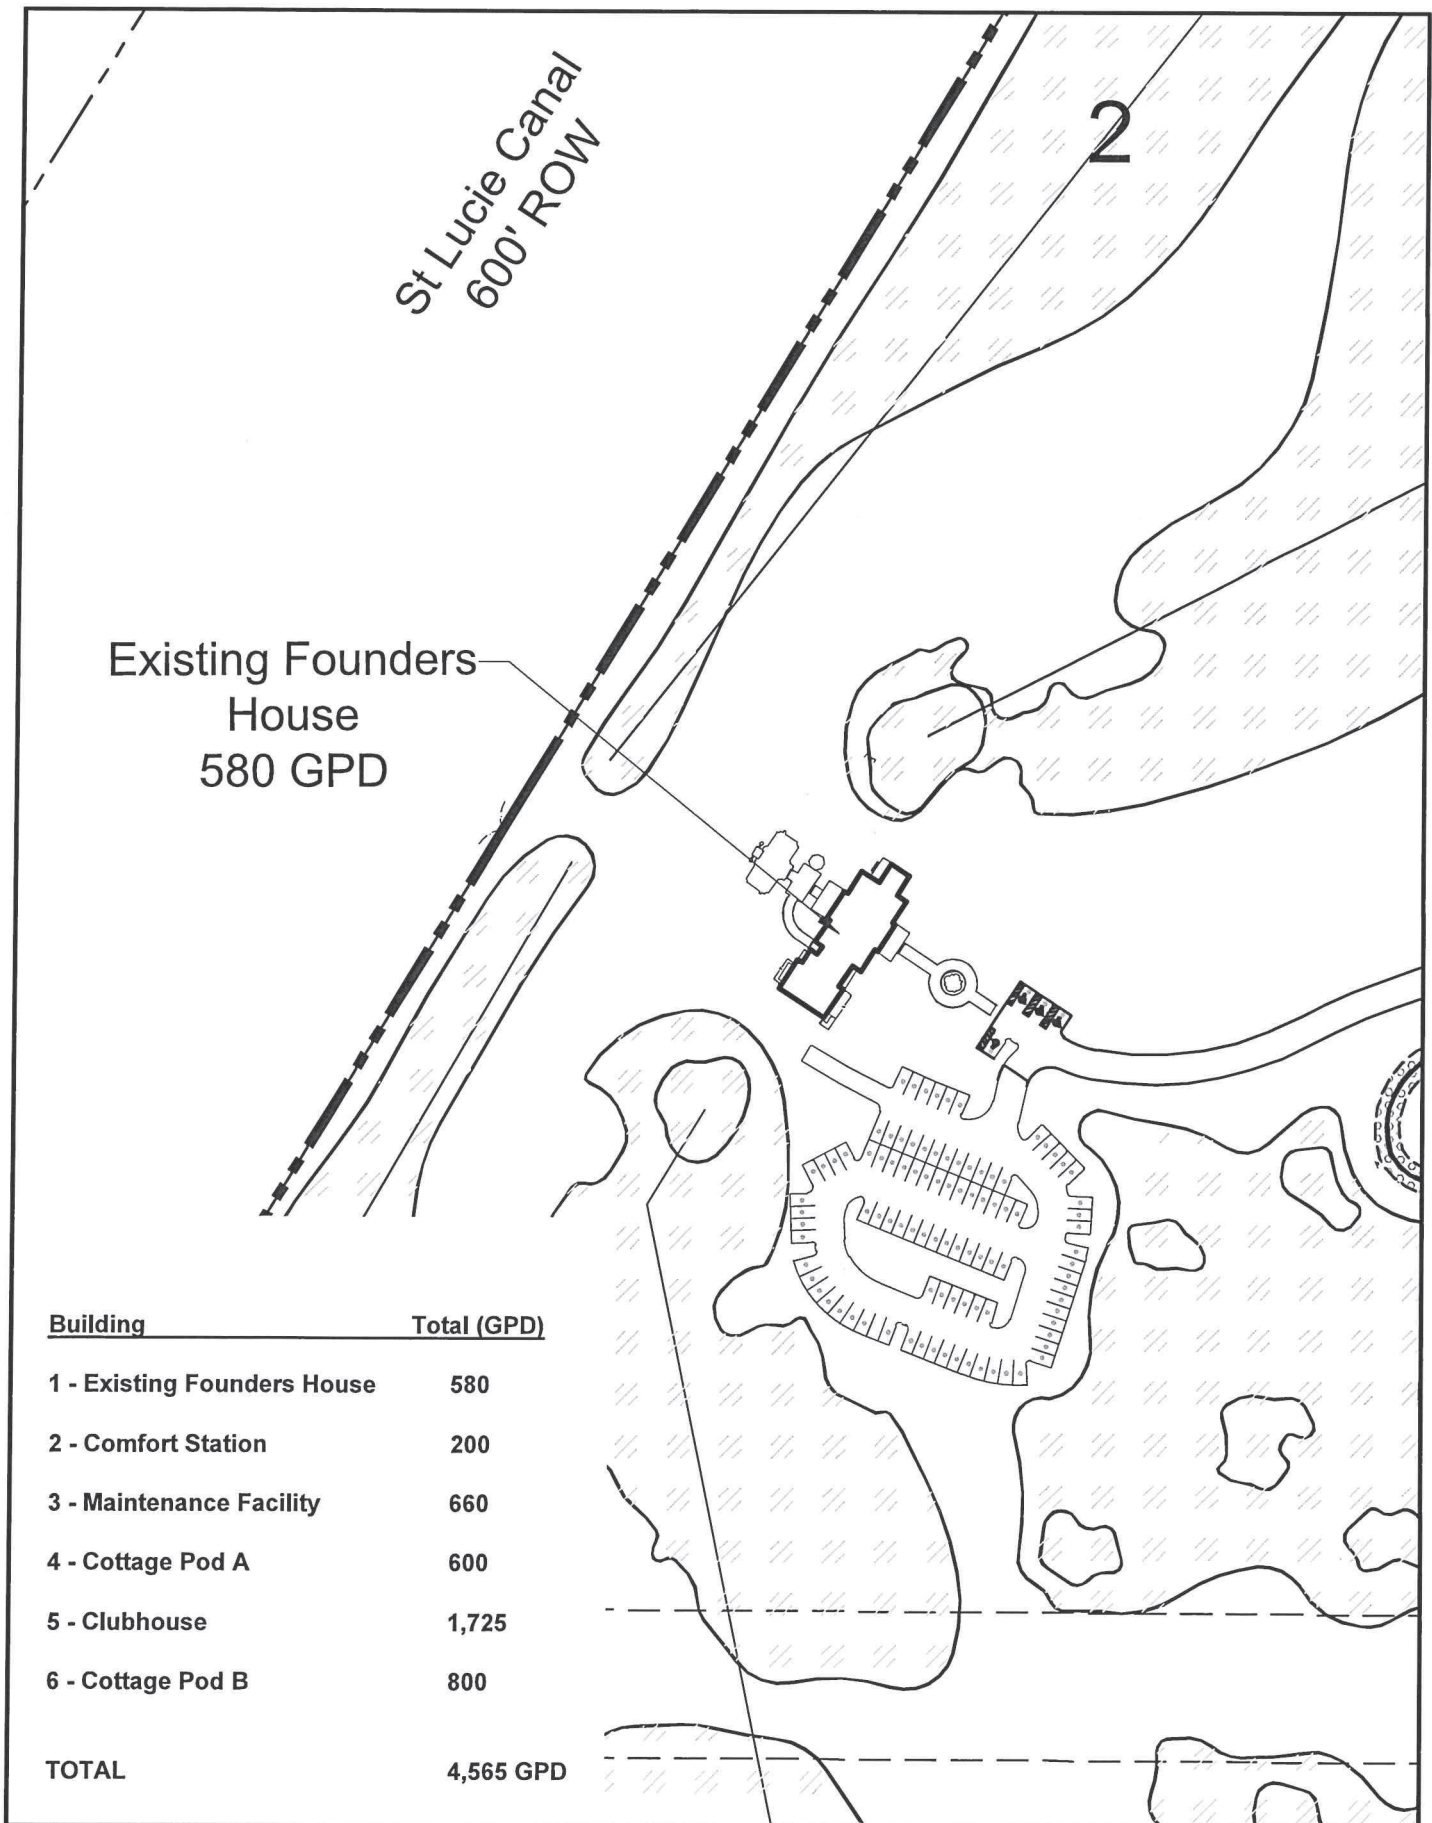 St Lucie Canal
600' ROW
2
Existing Founders
House
580 GPD
Building Total (GPD)
1 - Existing Founders House 580
2 - Comfort Station 200
3 - Maintenance Facility 660
4 - Cottage Pod A 600
5 - Clubhouse 1,725
6 - Cottage Pod B 800
TOTAL 4,565 GPD